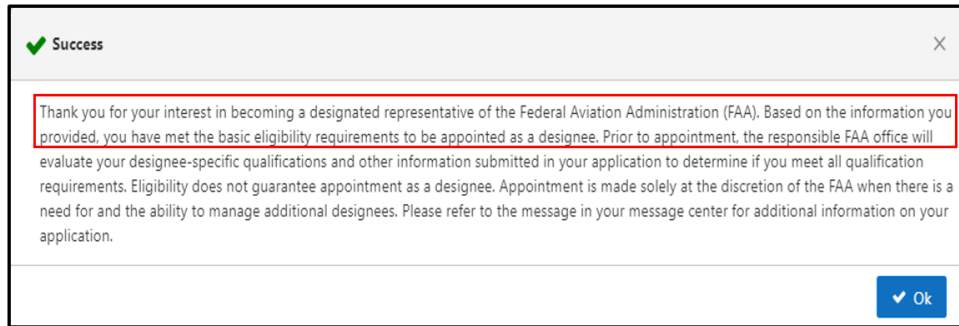 Success
Thank you for your interest in becoming a designated representative of the Federal Aviation Administration (FAA). Based on the information you
provided, you have met the basic eligibility requirements to be appointed as a designee. Prior to appointment, the responsible FAA office will
evaluate your designee-specific qualifications and other information submitted in your application to determine if you meet all qualification
requirements. Eligibility does not guarantee appointment as a designee. Appointment is made solely at the discretion of the FAA when there is a
need for and the ability to manage additional designees. Please refer to the message in your message center for additional information on your
application.
Ok